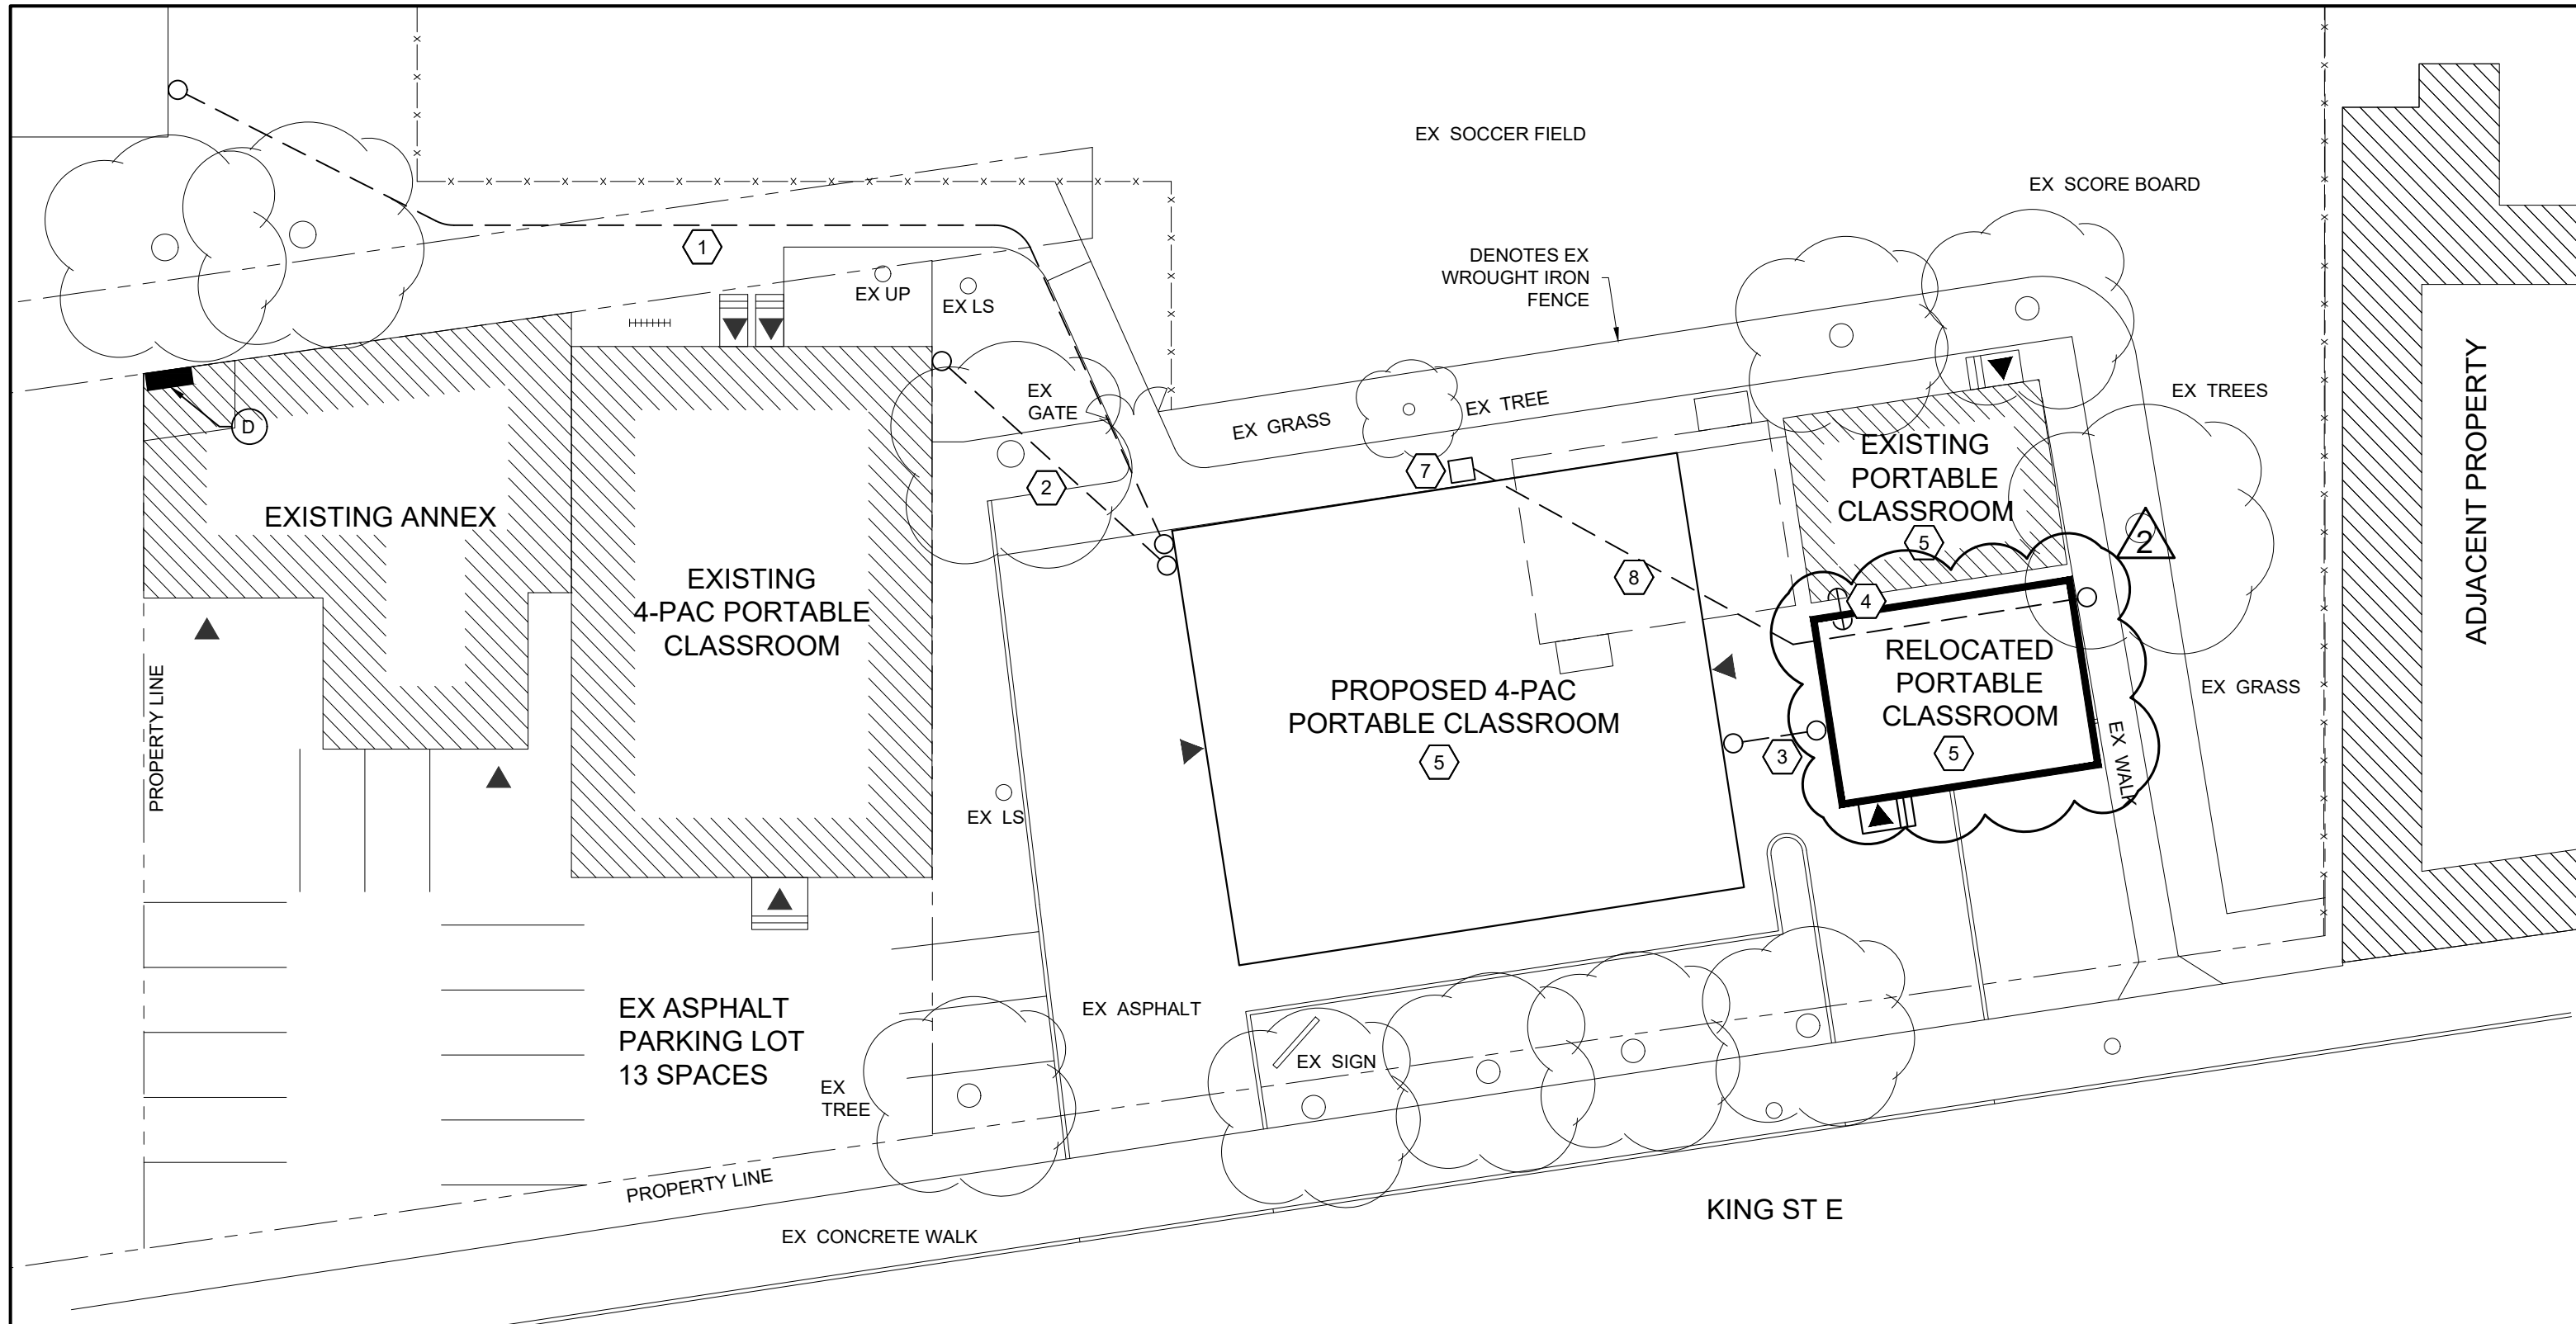 EX SOCCER FIELD
EX SCORE BOARD
1
DENOTES EX
WROUGHT IRON
FENCE
EX UP
EX LS
EX
GATE
EX GRASS
EX TREE
EX TREES
D
7
2
EXISTING ANNEX
EXISTING
PORTABLE
CLASSROOM
5
2
ADJACENT PROPERTY
EXISTING
4-PAC PORTABLE
CLASSROOM
8
4
RELOCATED
PORTABLE
CLASSROOM
5
PROPOSED 4-PAC
PORTABLE CLASSROOM
5
3
EX GRASS
EX WALK
PROPERTY LINE
EX LS
EX ASPHALT
PARKING LOT
13 SPACES
EX ASPHALT
EX SIGN
EX
TREE
PROPERTY LINE
EX CONCRETE WALK
KING ST E